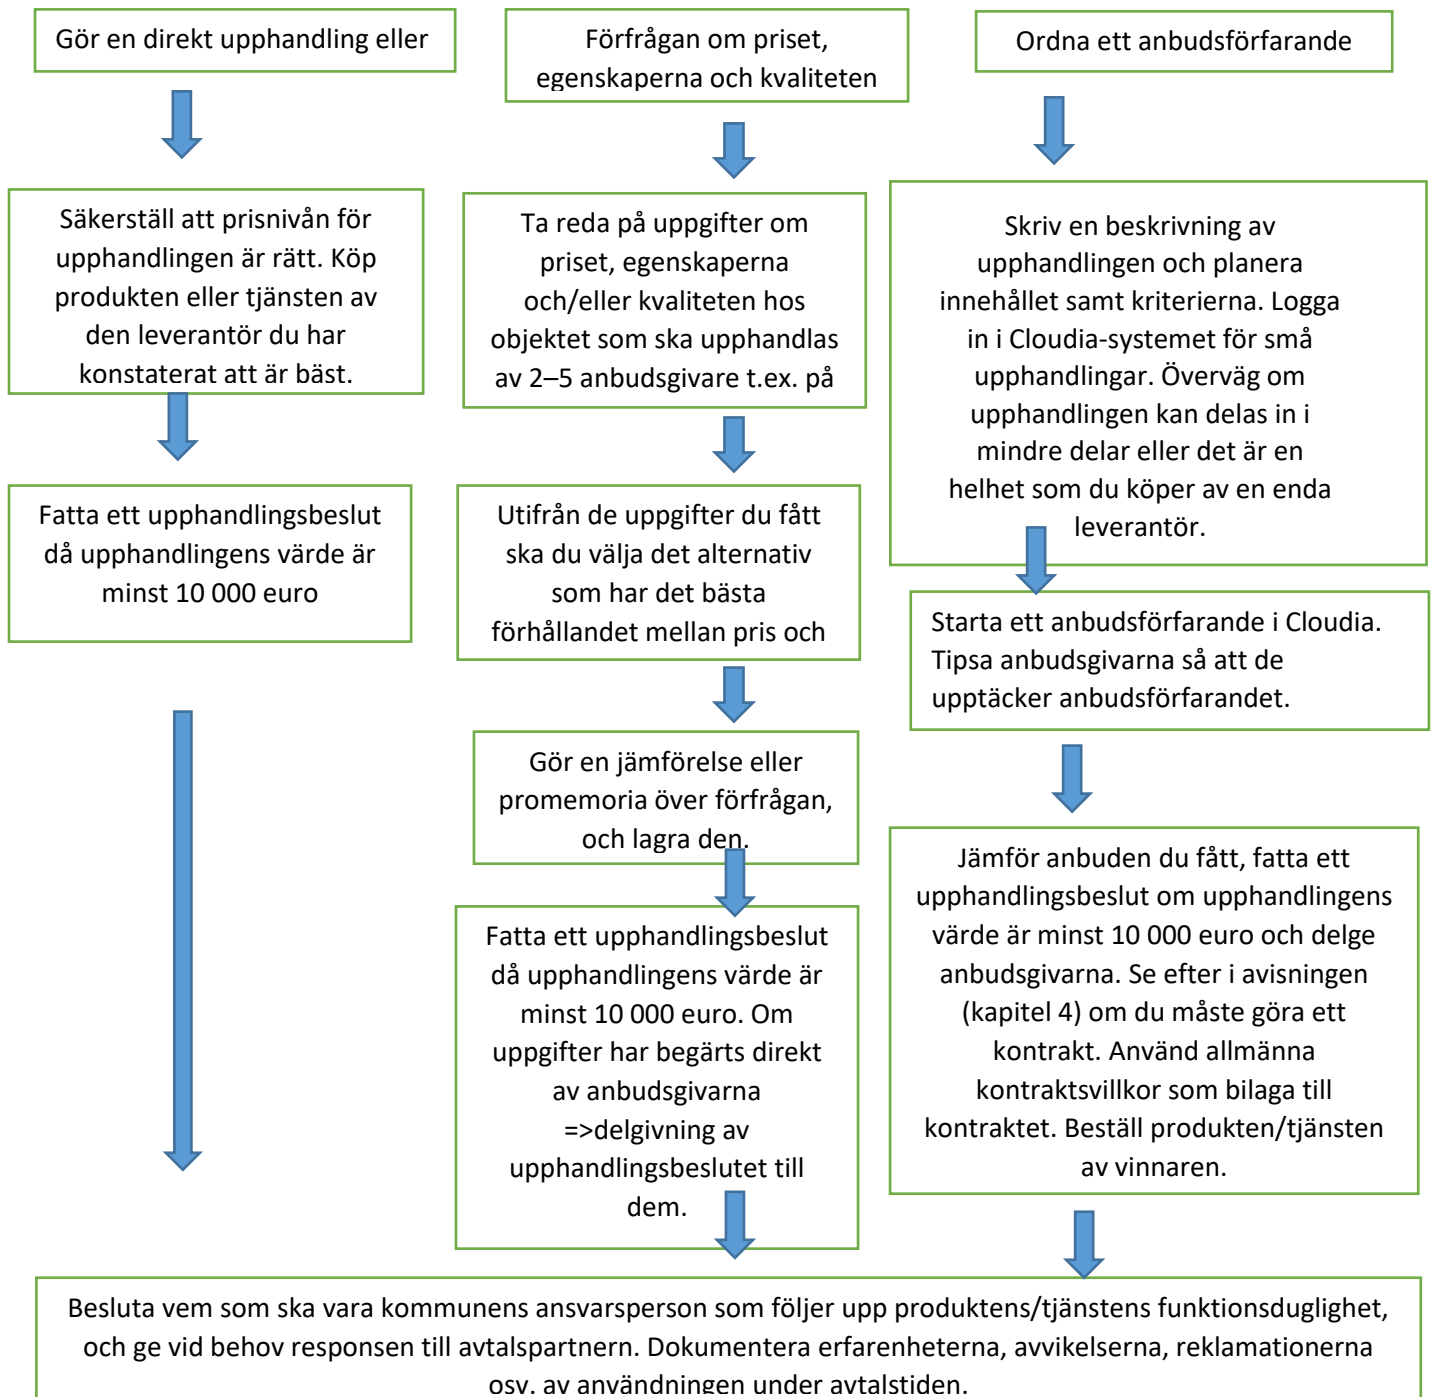 Gör en direkt upphandling eller
Säkerställ att prisnivån för
upphandlingen är rätt. Köp
produkten eller tjänsten av
den leverantör du har
konstaterat att är bäst.
Fatta ett upphandlingsbeslut
då upphandlingens värde är
minst 10 000 euro
Förfrågan om priset,
egenskaperna och kvaliteten
Ta reda på uppgifter om
priset, egenskaperna
och/eller kvaliteten hos
objektet som ska upphandlas
av 2–5 anbudsgivare t.ex. på
Utifrån de uppgifter du fått
ska du välja det alternativ
som har det bästa
förhållandet mellan pris och
Gör en jämförelse eller
promemoria över förfrågan,
och lagra den.
Fatta ett upphandlingsbeslut
då upphandlingens värde är
minst 10 000 euro. Om
uppgifter har begärts direkt
av anbudsgivarna
=>delgivning av
upphandlingsbeslutet till
dem.
Ordna ett anbudsförfarande
Skriv en beskrivning av
upphandlingen och planera
innehållet samt kriterierna. Logga
in i Cloudia-systemet för små
upphandlingar. Överväg om
upphandlingen kan delas in i
mindre delar eller det är en
helhet som du köper av en enda
leverantör.
Starta ett anbudsförfarande i Cloudia.
Tipsa anbudsgivarna så att de
upptäcker anbudsförfarandet.
Jämför anbuden du fått, fatta ett
upphandlingsbeslut om upphandlingens
värde är minst 10 000 euro och delge
anbudsgivarna. Se efter i avisningen
(kapitel 4) om du måste göra ett
kontrakt. Använd allmänna
kontraktsvillkor som bilaga till
kontraktet. Beställ produkten/tjänsten
av vinnaren.
Besluta vem som ska vara kommunens ansvarsperson som följer upp produktens/tjänstens funktionsduglighet,
och ge vid behov responsen till avtalspartnern. Dokumentera erfarenheterna, avvikelserna, reklamationerna
osv. av användningen under avtalstiden.